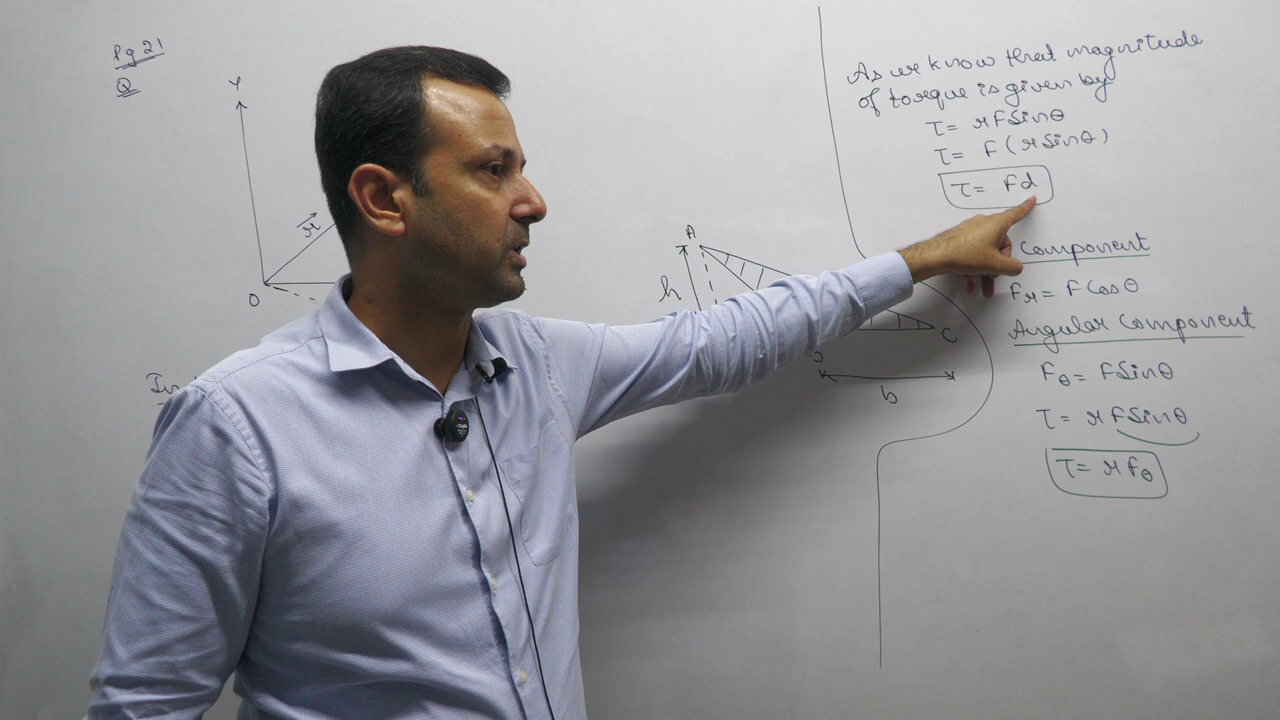 Pg 21
Q
Y
r
O
A
h
C
b
As we know that magnitude
of torque is given by
τ = rFSinθ
τ = F(rSinθ)
τ = Fd
Component
Fr = FCosθ
Angular Component
Fθ = FSinθ
τ = rFSinθ
τ = rFθ